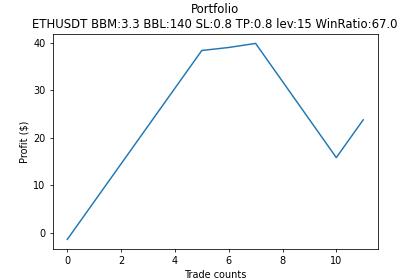 Portfolio
ETHUSDT BBM:3.3 BBL:140 SL:0.8 TP:0.8 lev:15 WinRatio:67.0
40
30
20
10
0
Profit ($)
0 2 4 6 8 10
Trade counts